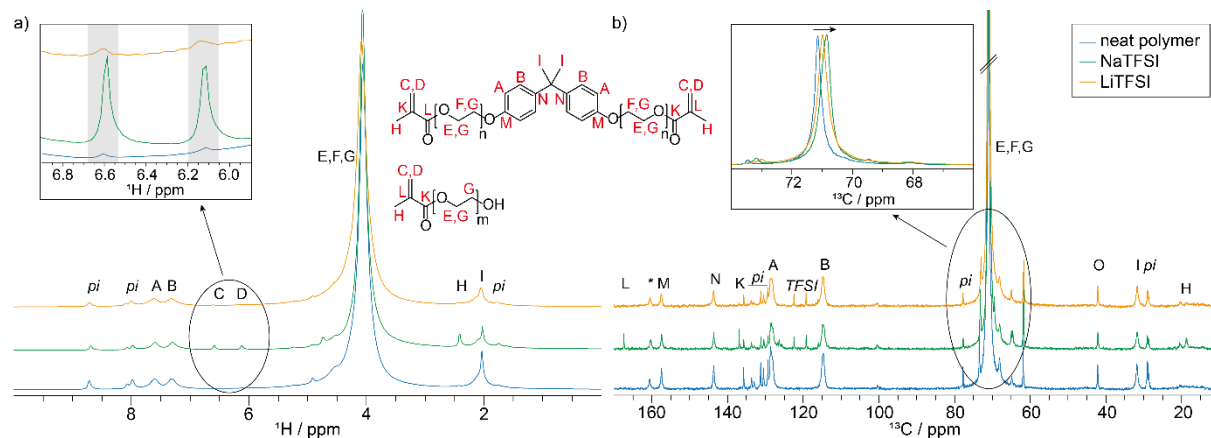 a)
6.8 6.6 6.4 6.2 6.0
¹H / ppm
C,D
K
H
L
O
O
E,G
F,G
n
O
M
A
B
N
I
I
N
B
A
M
O
F,G
E,G
n
O
O
K
C,D
L
H
C,D
L
H
K
O
O
E,G
G
m
OH
E,F,G
pi
pi
A
B
C
D
H
I
pi
8 6 4 2
¹H / ppm
b)
72 70 68
¹³C / ppm
neat polymer
NaTFSI
LiTFSI
E,F,G
L
*
M
N
K
pi
A
TFSI
B
pi
O
I
pi
H
160 140 120 100 80 60 40 20
¹³C / ppm